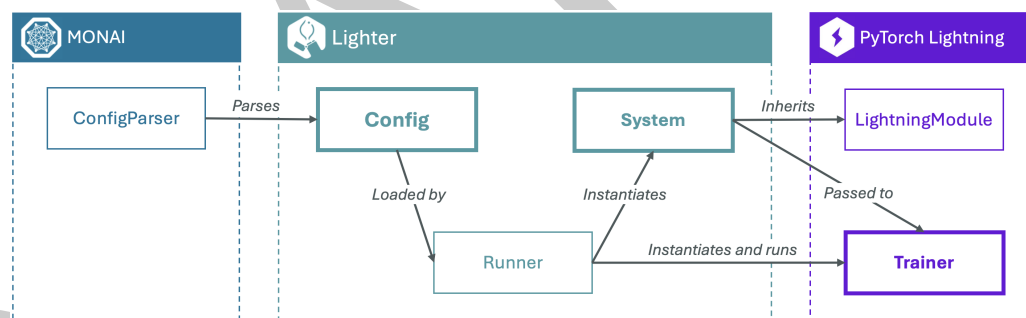 MONAI
Lighter
PyTorch Lightning
ConfigParser
Parses
Config
System
Inherits
LightningModule
Loaded by
Instantiates
Passed to
Runner
Instantiates and runs
Trainer